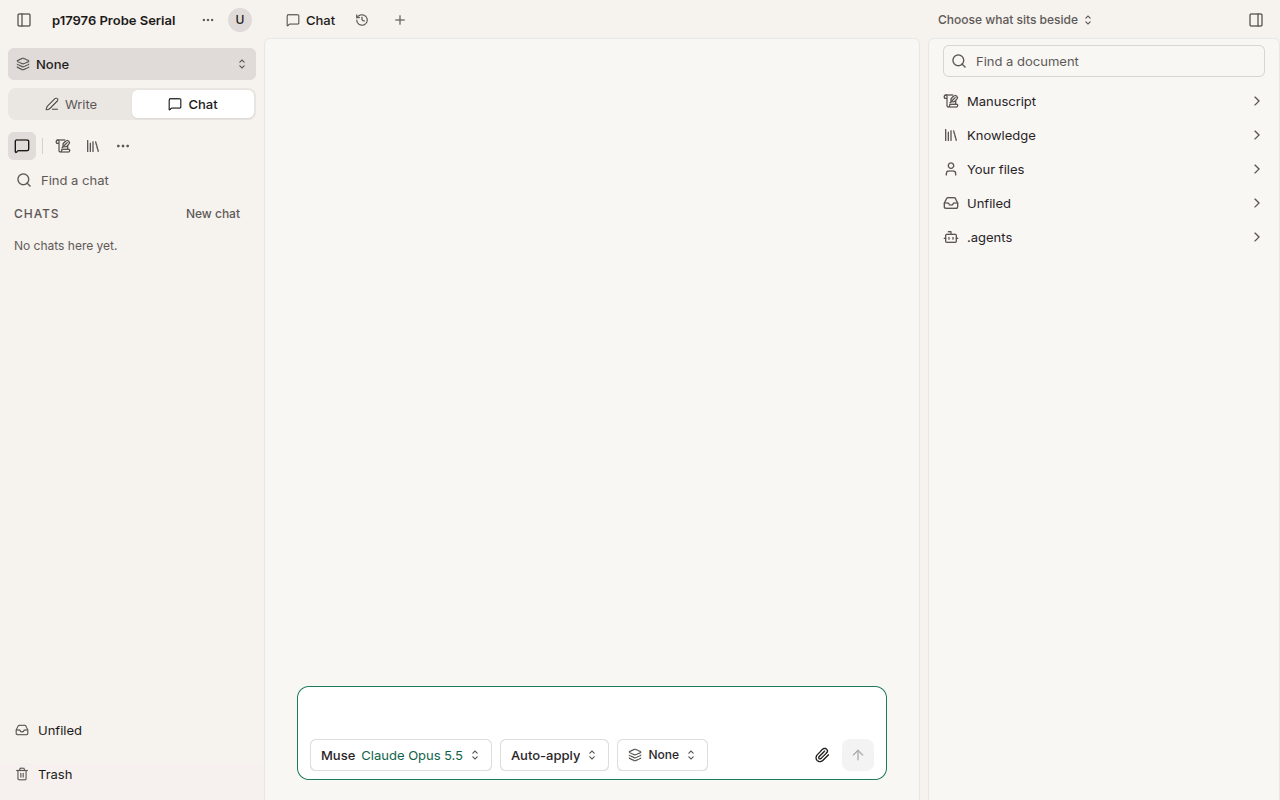 p17976 Probe Serial
U
Chat
Choose what sits beside
None
Write
Chat
Find a chat
CHATS
New chat
No chats here yet.
Unfiled
Trash
Muse Claude Opus 5.5
Auto-apply
None
Find a document
Manuscript
Knowledge
Your files
Unfiled
.agents